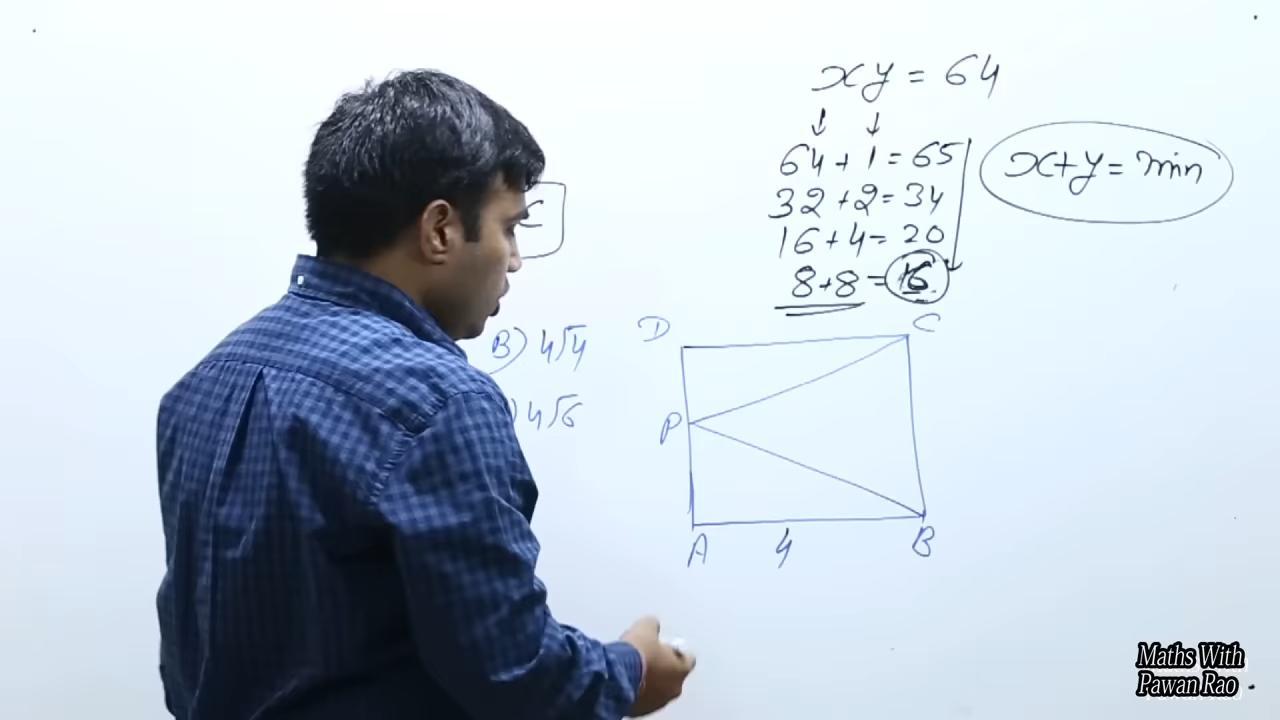 xy = 64
↓ ↓
64 + 1 = 65
32 + 2 = 34
16 + 4 = 20
8 + 8 = 16
x + y = min
B) 4√4
) 4√6
D
C
P
A
4
B
Maths With
Pawan Rao